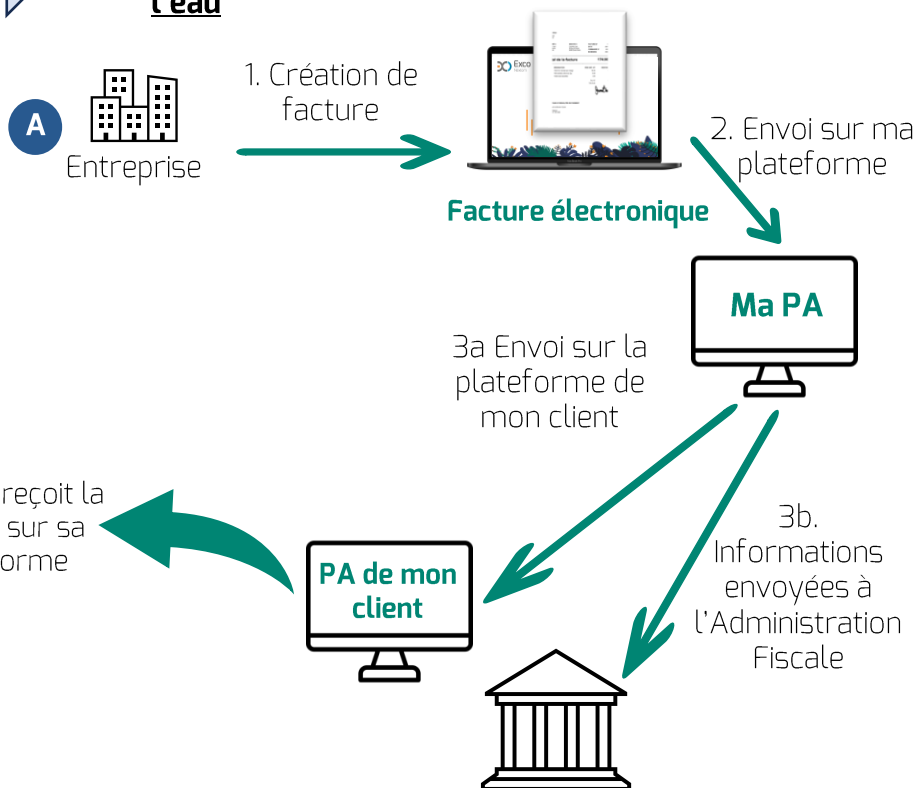 l'eau
1. Création de
facture
A
Entreprise
Exco
2. Envoi sur ma
plateforme
Facture électronique
Ma PA
3a Envoi sur la
plateforme de
mon client
reçoit la
sur sa
orme
PA de mon
client
3b.
Informations
envoyées à
l'Administration
Fiscale